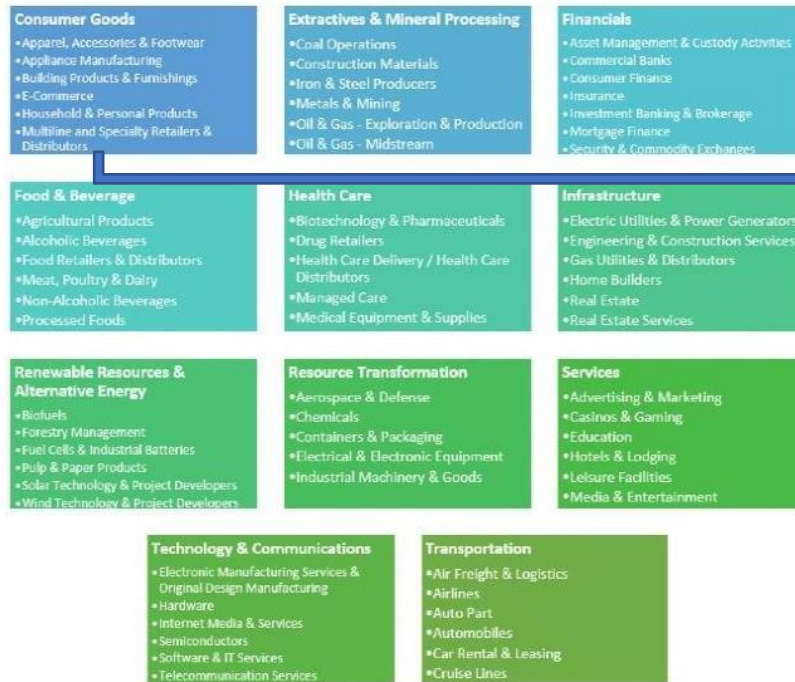 Consumer Goods
•Apparel, Accessories & Footwear
•Appliance Manufacturing
•Building Products & Furnishings
•E-Commerce
•Household & Personal Products
•Multiline and Specialty Retailers &
Distributors
Extractives & Mineral Processing
•Coal Operations
•Construction Materials
•Iron & Steel Producers
•Metals & Mining
•Oil & Gas - Exploration & Production
•Oil & Gas - Midstream
Financials
•Asset Management & Custody Activities
•Commercial Banks
•Consumer Finance
•Insurance
•Investment Banking & Brokerage
•Mortgage Finance
•Security & Commodity Exchanges
Food & Beverage
•Agricultural Products
•Alcoholic Beverages
•Food Retailers & Distributors
•Meat, Poultry & Dairy
•Non-Alcoholic Beverages
•Processed Foods
Health Care
•Biotechnology & Pharmaceuticals
•Drug Retailers
•Health Care Delivery / Health Care
Distributors
•Managed Care
•Medical Equipment & Supplies
Infrastructure
•Electric Utilities & Power Generators
•Engineering & Construction Services
•Gas Utilities & Distributors
•Home Builders
•Real Estate
•Real Estate Services
Renewable Resources &
Alternative Energy
•Biofuels
•Forestry Management
•Fuel Cells & Industrial Batteries
•Pulp & Paper Products
•Solar Technology & Project Developers
•Wind Technology & Project Developers
Resource Transformation
•Aerospace & Defense
•Chemicals
•Containers & Packaging
•Electrical & Electronic Equipment
•Industrial Machinery & Goods
Services
•Advertising & Marketing
•Casinos & Gaming
•Education
•Hotels & Lodging
•Leisure Facilities
•Media & Entertainment
Technology & Communications
•Electronic Manufacturing Services &
Original Design Manufacturing
•Hardware
•Internet Media & Services
•Semiconductors
•Software & IT Services
•Telecommunication Services
Transportation
•Air Freight & Logistics
•Airlines
•Auto Part
•Automobiles
•Car Rental & Leasing
•Cruise Lines